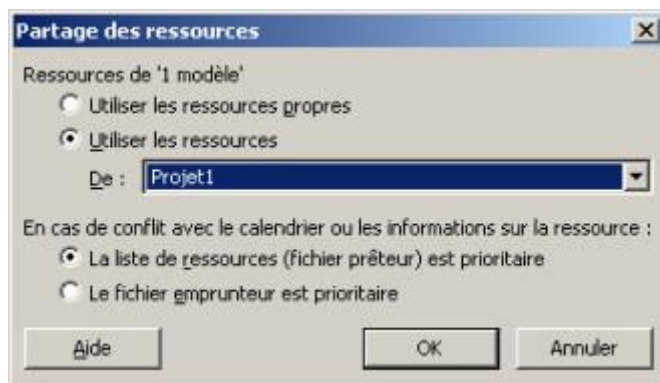 Partage des ressources
Ressources de '1 modèle'
Utiliser les ressources propres
Utiliser les ressources
De : Projet1
En cas de conflit avec le calendrier ou les informations sur la ressource :
La liste de ressources (fichier prêteur) est prioritaire
Le fichier emprunteur est prioritaire
Aide OK Annuler